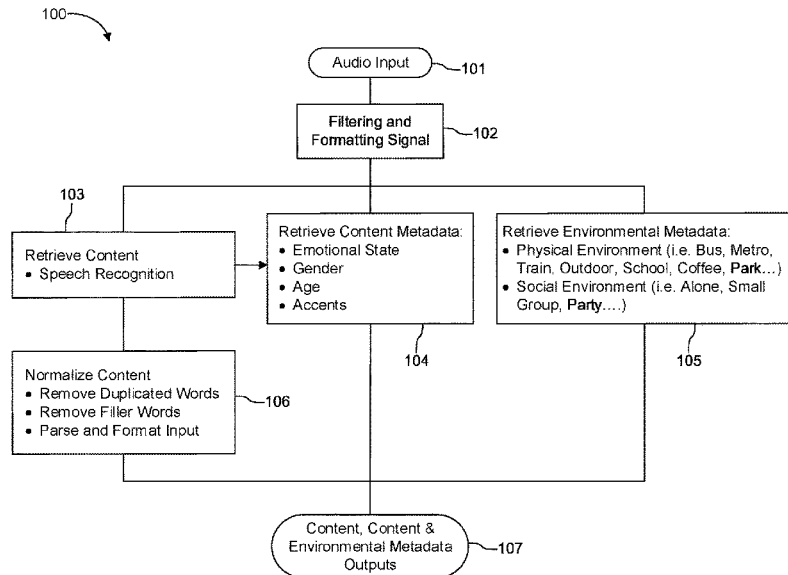 100
Audio Input
101
Filtering and
Formatting Signal
102
103
Retrieve Content
• Speech Recognition
Retrieve Content Metadata:
• Emotional State
• Gender
• Age
• Accents
104
Retrieve Environmental Metadata:
• Physical Environment (i.e. Bus, Metro,
Train, Outdoor, School, Coffee, Park...)
• Social Environment (i.e. Alone, Small
Group, Party....)
105
Normalize Content
• Remove Duplicated Words
• Remove Filler Words
• Parse and Format Input
106
Content, Content &
Environmental Metadata
Outputs
107